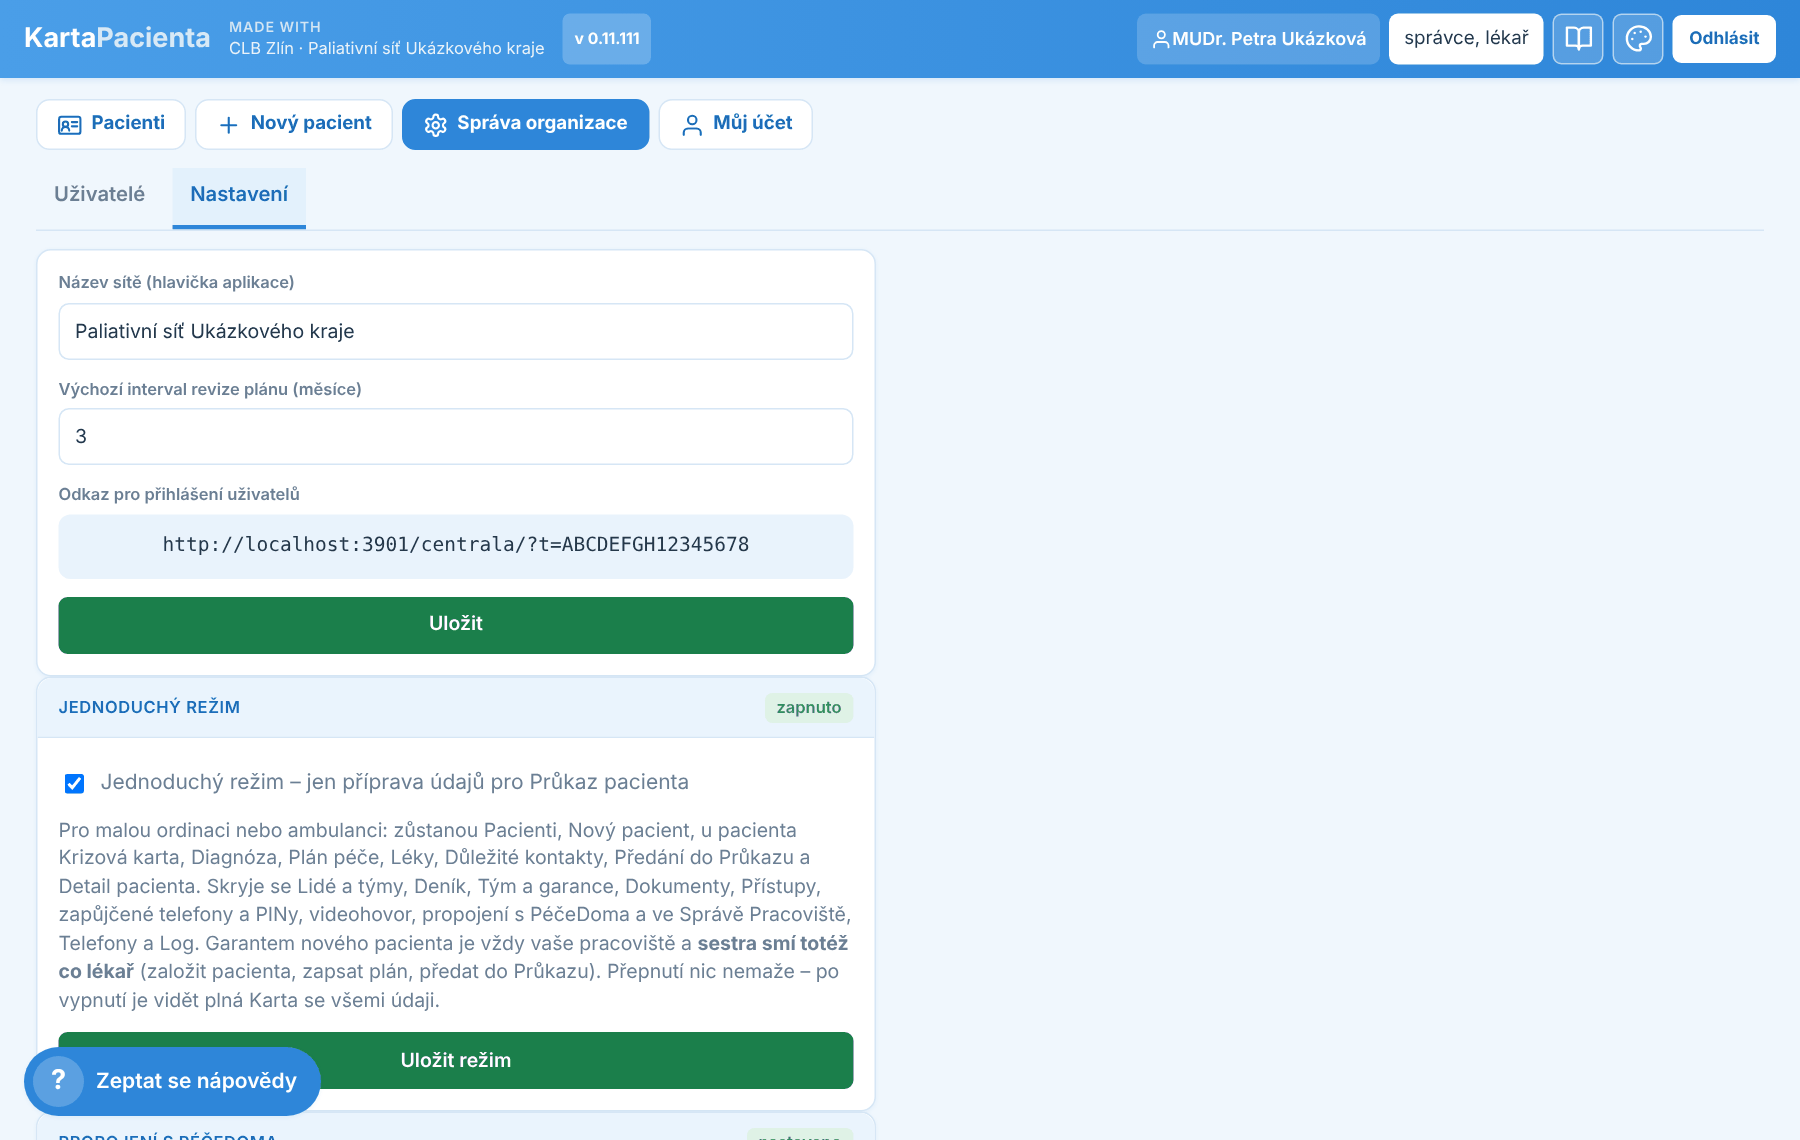 KartaPacienta
MADE WITH
CLB Zlín · Paliativní síť Ukázkového kraje
v 0.11.111
MUDr. Petra Ukázková
správce, lékař
Odhlásit
Pacienti
Nový pacient
Správa organizace
Můj účet
Uživatelé
Nastavení
Název sítě (hlavička aplikace)
Paliativní síť Ukázkového kraje
Výchozí interval revize plánu (měsíce)
3
Odkaz pro přihlášení uživatelů
http://localhost:3901/centrala/?t=ABCDEFGH12345678
Uložit
JEDNODUCHÝ REŽIM
zapnuto
Jednoduchý režim – jen příprava údajů pro Průkaz pacienta
Pro malou ordinaci nebo ambulanci: zůstanou Pacienti, Nový pacient, u pacienta
Krizová karta, Diagnóza, Plán péče, Léky, Důležité kontakty, Předání do Průkazu a
Detail pacienta. Skryje se Lidé a týmy, Deník, Tým a garance, Dokumenty, Přístupy,
zapůjčené telefony a PINy, videohovor, propojení s PéčeDoma a ve Správě Pracoviště,
Telefony a Log. Garantem nového pacienta je vždy vaše pracoviště a sestra smí totéž
co lékař (založit pacienta, zapsat plán, předat do Průkazu). Přepnutí nic nemaže – po
vypnutí je vidět plná Karta se všemi údaji.
Uložit režim
? Zeptat se nápovědy
PROPOJENÍ S PÉČEDOMA